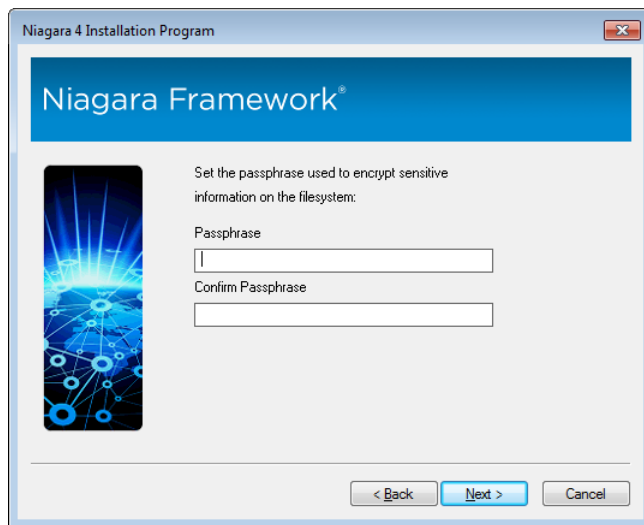 Niagara 4 Installation Program
Niagara Framework®
Set the passphrase used to encrypt sensitive
information on the filesystem:
Passphrase
Confirm Passphrase
< Back
Next >
Cancel